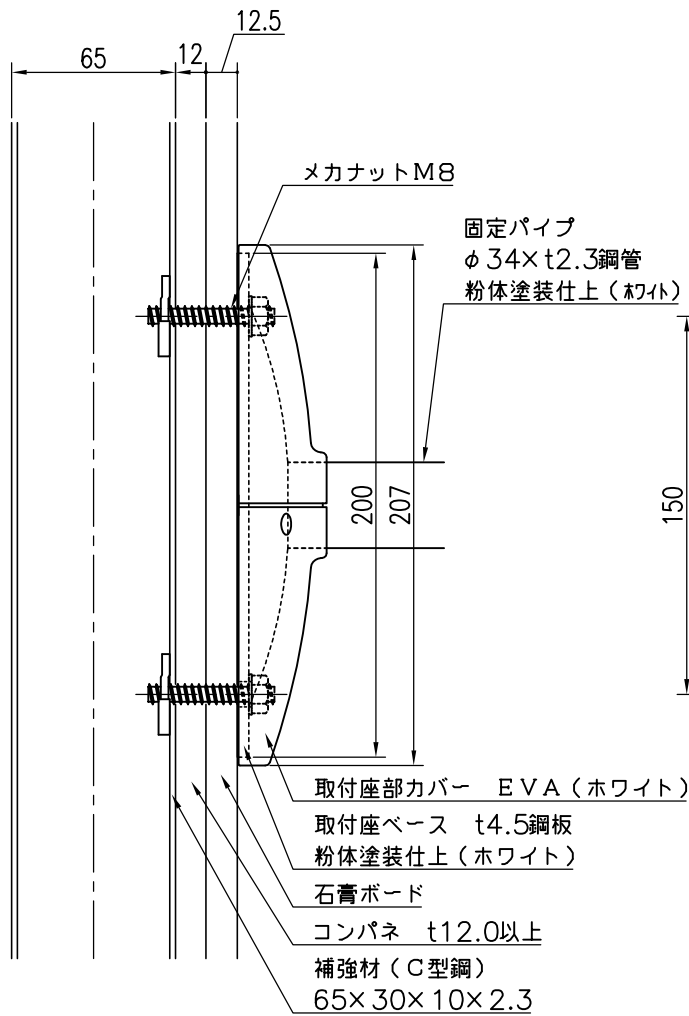 12.5
65
12
メカナットM8
固定パイプ
φ34×t2.3鋼管
粉体塗装仕上(ﾎﾜｲﾄ)
200
207
150
取付座部カバー　EVA(ホワイト)
取付座ベース　t4.5鋼板
粉体塗装仕上(ホワイト)
石膏ボード
コンパネ　t12.0以上
補強材(C型鋼)
65×30×10×2.3